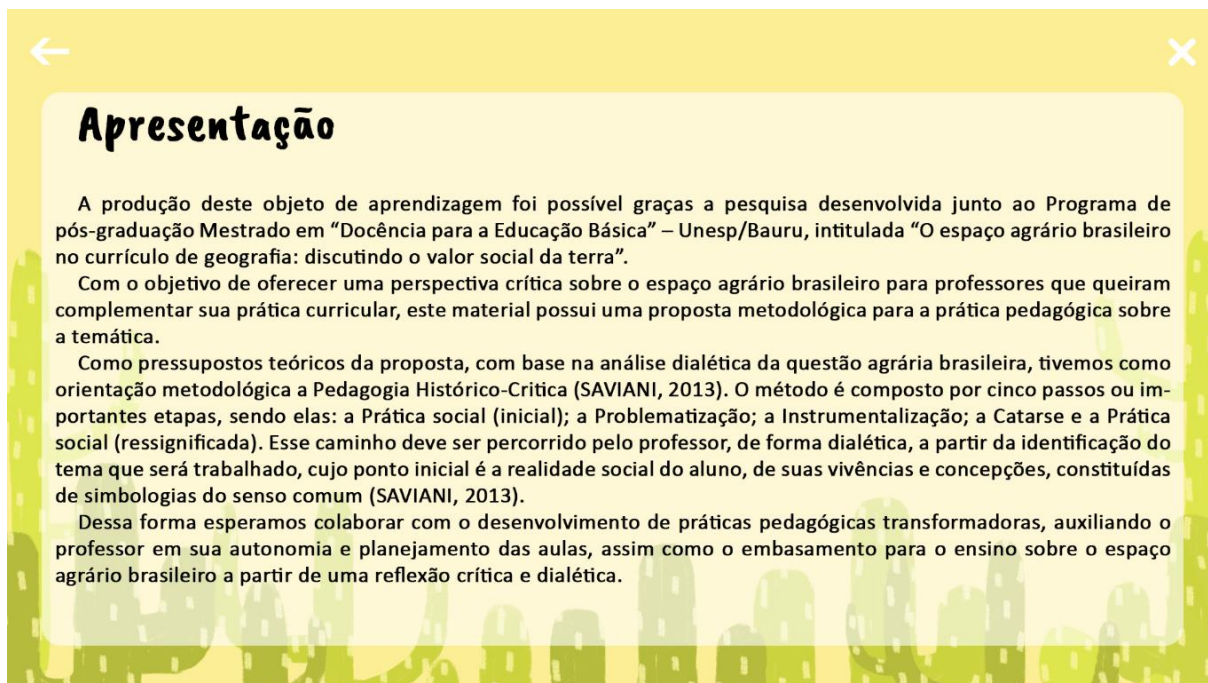 Apresentação
A produção deste objeto de aprendizagem foi possível graças a pesquisa desenvolvida junto ao Programa de
pós-graduação Mestrado em “Docência para a Educação Básica” – Unesp/Bauru, intitulada “O espaço agrário brasileiro
no currículo de geografia: discutindo o valor social da terra”.
Com o objetivo de oferecer uma perspectiva crítica sobre o espaço agrário brasileiro para professores que queiram
complementar sua prática curricular, este material possui uma proposta metodológica para a prática pedagógica sobre
a temática.
Como pressupostos teóricos da proposta, com base na análise dialética da questão agrária brasileira, tivemos como
orientação metodológica a Pedagogia Histórico-Critica (SAVIANI, 2013). O método é composto por cinco passos ou im-
portantes etapas, sendo elas: a Prática social (inicial); a Problematização; a Instrumentalização; a Catarse e a Prática
social (ressignificada). Esse caminho deve ser percorrido pelo professor, de forma dialética, a partir da identificação do
tema que será trabalhado, cujo ponto inicial é a realidade social do aluno, de suas vivências e concepções, constituídas
de simbologias do senso comum (SAVIANI, 2013).
Dessa forma esperamos colaborar com o desenvolvimento de práticas pedagógicas transformadoras, auxiliando o
professor em sua autonomia e planejamento das aulas, assim como o embasamento para o ensino sobre o espaço
agrário brasileiro a partir de uma reflexão crítica e dialética.